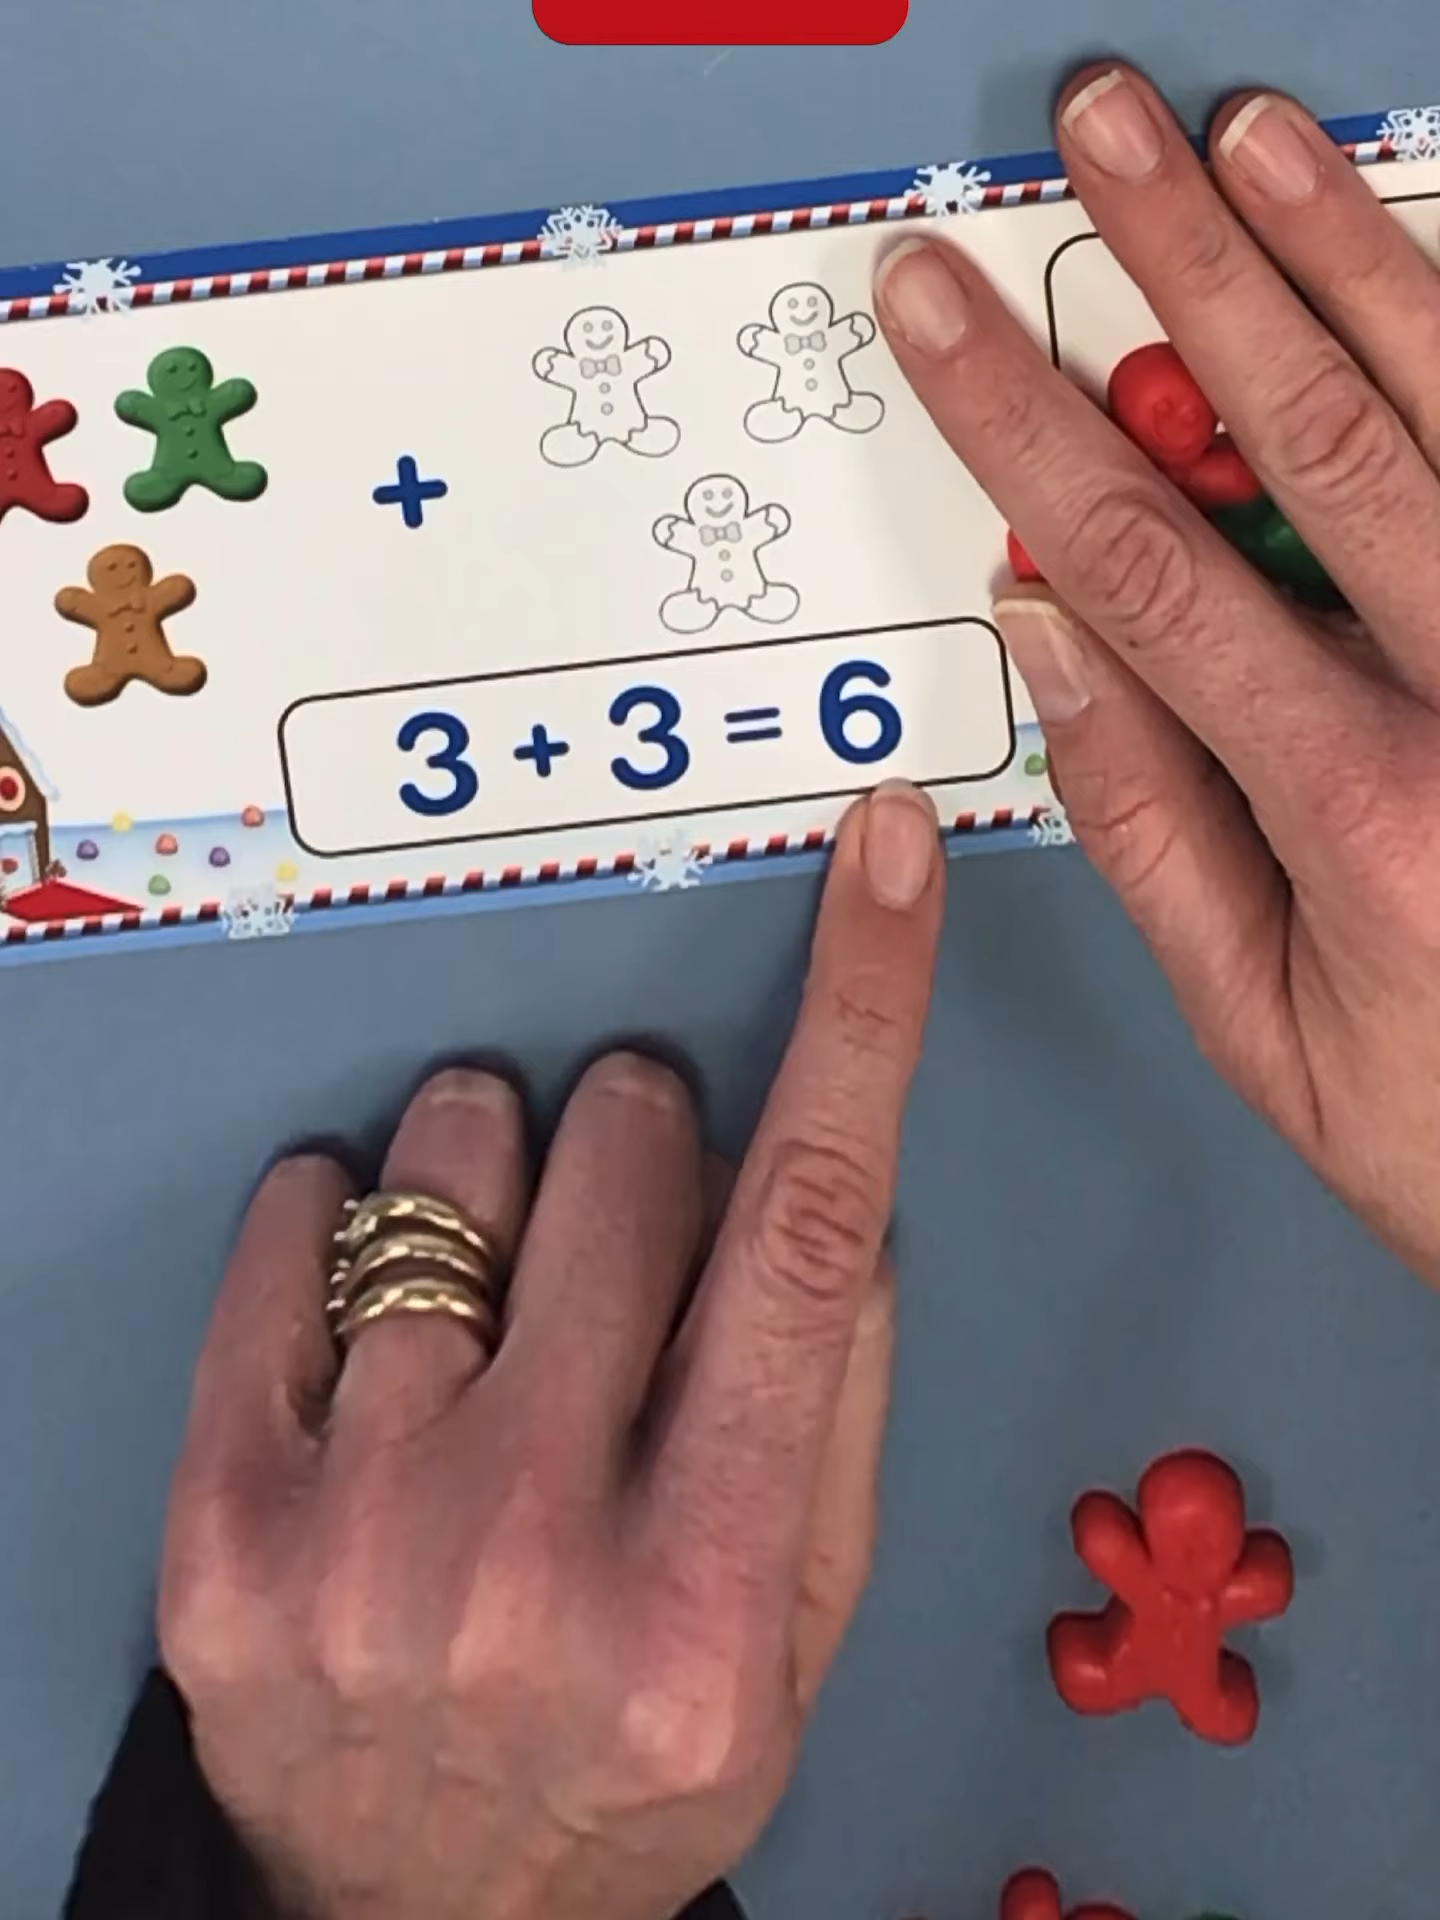 +
3 + 3 = 6